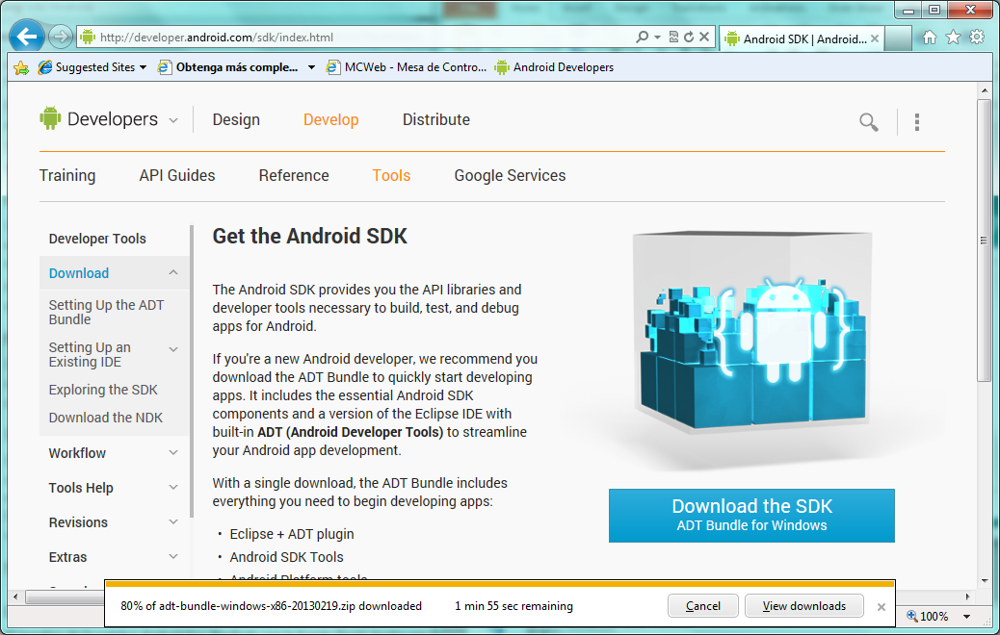 http://developer.android.com/sdk/index.html
Android SDK | Android...
Suggested Sites
Obtenga más comple...
MCWeb - Mesa de Contro...
Android Developers
Developers
Design
Develop
Distribute
Training
API Guides
Reference
Tools
Google Services
Developer Tools
Download
Setting Up the ADT
Bundle
Setting Up an
Existing IDE
Exploring the SDK
Download the NDK
Workflow
Tools Help
Revisions
Extras
Get the Android SDK
The Android SDK provides you the API libraries and
developer tools necessary to build, test, and debug
apps for Android.
If you're a new Android developer, we recommend you
download the ADT Bundle to quickly start developing
apps. It includes the essential Android SDK
components and a version of the Eclipse IDE with
built-in ADT (Android Developer Tools) to streamline
your Android app development.
With a single download, the ADT Bundle includes
everything you need to begin developing apps:
• Eclipse + ADT plugin
• Android SDK Tools
• Android Platform-tools
{ }
Download the SDK
ADT Bundle for Windows
80% of adt-bundle-windows-x86-20130219.zip downloaded
1 min 55 sec remaining
Cancel
View downloads
100%